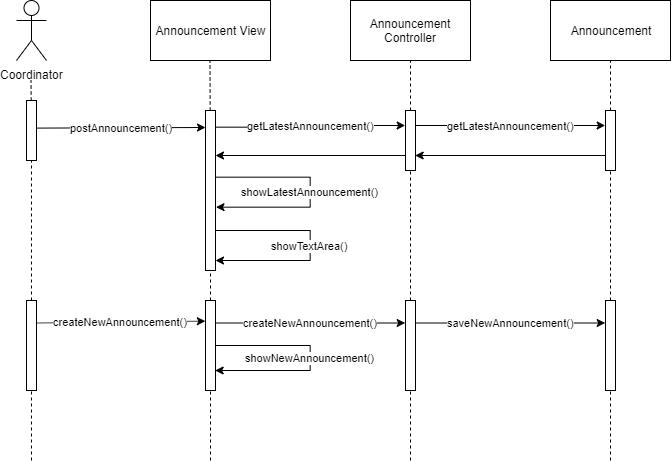 Coordinator
Announcement View
Announcement
Controller
Announcement
postAnnouncement()
getLatestAnnouncement()
getLatestAnnouncement()
showLatestAnnouncement()
showTextArea()
createNewAnnouncement()
createNewAnnouncement()
saveNewAnnouncement()
showNewAnnouncement()